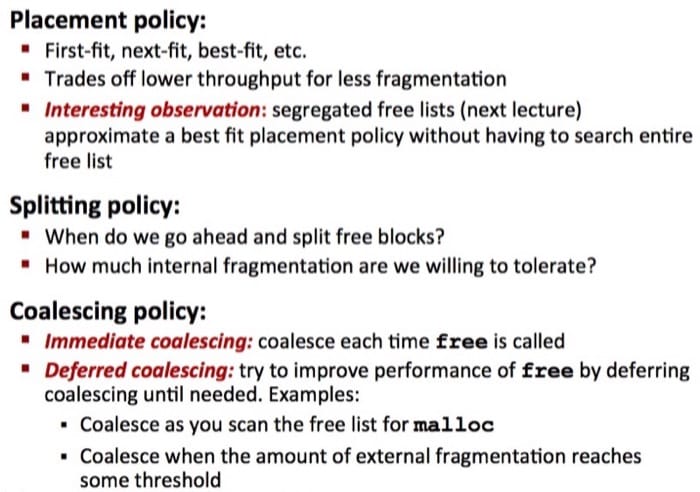 Placement policy:
▪ First-fit, next-fit, best-fit, etc.
▪ Trades off lower throughput for less fragmentation
▪ Interesting observation: segregated free lists (next lecture)
approximate a best fit placement policy without having to search entire
free list
Splitting policy:
▪ When do we go ahead and split free blocks?
▪ How much internal fragmentation are we willing to tolerate?
Coalescing policy:
▪ Immediate coalescing: coalesce each time free is called
▪ Deferred coalescing: try to improve performance of free by deferring
coalescing until needed. Examples:
▪ Coalesce as you scan the free list for malloc
▪ Coalesce when the amount of external fragmentation reaches
some threshold